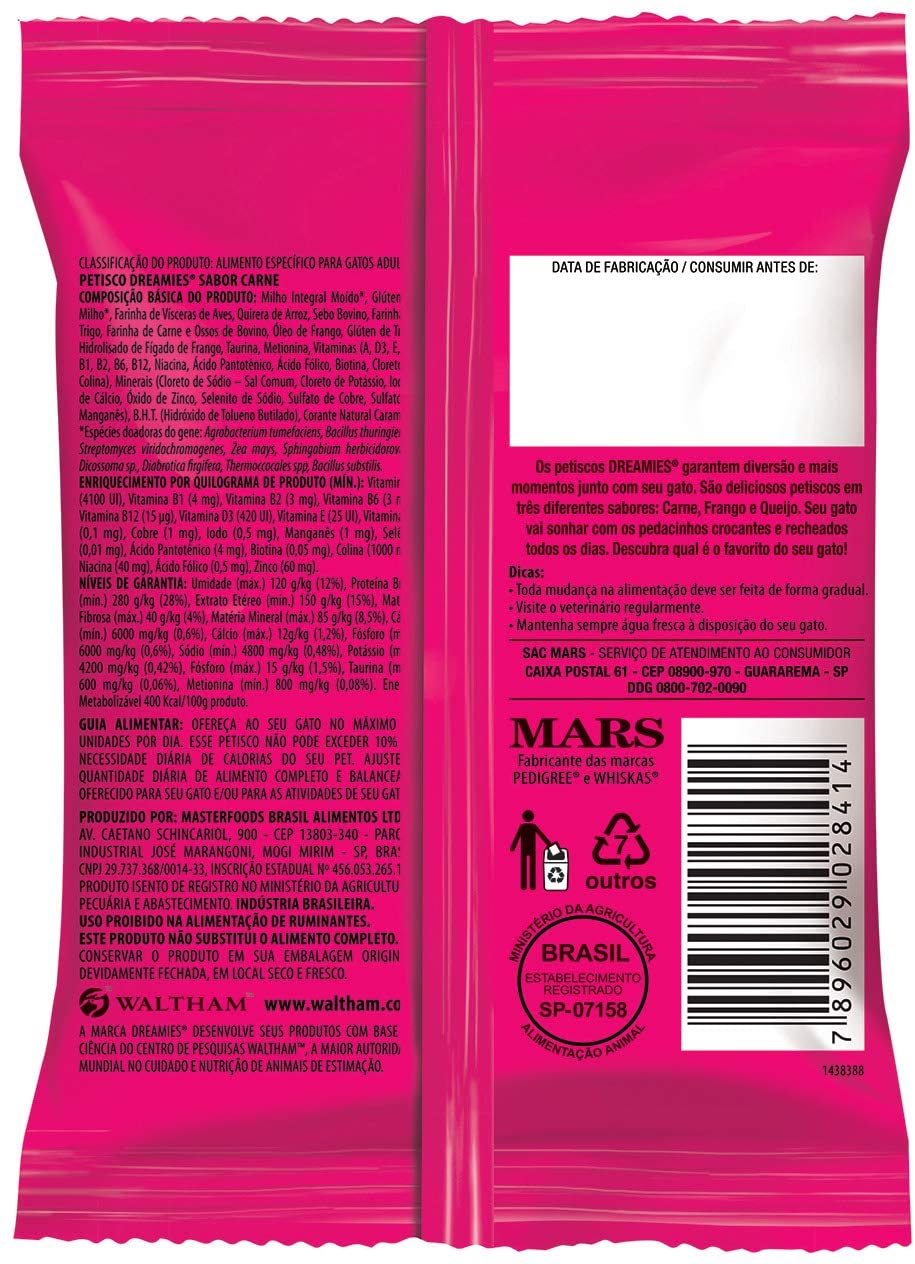 CLASSIFICAÇÃO DO PRODUTO: ALIMENTO ESPECÍFICO PARA GATOS
PETISCO DREAMIES® SABOR CARNE
COMPOSIÇÃO BÁSICA DO PRODUTO: Milho Integral Moído*,
Milho*, Farinha de Vísceras de Aves, Quirera de Arroz, Sebo Bovino,
Trigo, Farinha de Carne e Ossos de Bovino, Óleo de Frango, Glúten de
Hidrolisado de Fígado de Frango, Taurina, Metionina, Vitaminas (A, D3, E,
B1, B2, B6, B12, Niacina, Ácido Pantotênico, Ácido Fólico, Biotina,
Colina), Minerais (Cloreto de Sódio – Sal Comum, Cloreto de Potássio,
de Cálcio, Óxido de Zinco, Selenito de Sódio, Sulfato de Cobre,
Manganês), B.H.T. (Hidróxido de Tolueno Butilado), Corante Natural
*Espécies doadoras do gene: Agrobacterium tumefaciens, Bacillus
Streptomyces viridochromogenes, Zea mays, Sphingobium
Dicossoma sp., Diabrotica firgifera, Thermoccocales spp, Bacillus substilis.
ENRIQUECIMENTO POR QUILOGRAMA DE PRODUTO (MÍN.):
(4100 UI), Vitamina B1 (4 mg), Vitamina B2 (3 mg), Vitamina B6 (3
Vitamina B12 (15 µg), Vitamina D3 (420 UI), Vitamina E (25 UI),
(0,1 mg), Cobre (1 mg), Iodo (0,5 mg), Manganês (1 mg),
(0,01 mg), Ácido Pantotênico (4 mg), Biotina (0,05 mg), Colina (1000
Niacina (40 mg), Ácido Fólico (0,5 mg), Zinco (60 mg).
NÍVEIS DE GARANTIA: Umidade (máx.) 120 g/kg (12%), Proteína
(mín.) 280 g/kg (28%), Extrato Etéreo (mín.) 150 g/kg (15%),
Fibrosa (máx.) 40 g/kg (4%), Matéria Mineral (máx.) 85 g/kg (8,5%),
(mín.) 6000 mg/kg (0,6%), Cálcio (máx.) 12g/kg (1,2%), Fósforo
6000 mg/kg (0,6%), Sódio (mín.) 4800 mg/kg (0,48%), Potássio
4200 mg/kg (0,42%), Fósforo (máx.) 15 g/kg (1,5%), Taurina
600 mg/kg (0,06%), Metionina (mín.) 800 mg/kg (0,08%).
Metabolizável 400 Kcal/100g produto.
GUIA ALIMENTAR: OFEREÇA AO SEU GATO NO MÁXIMO
UNIDADES POR DIA. ESSE PETISCO NÃO PODE EXCEDER 10%
NECESSIDADE DIÁRIA DE CALORIAS DO SEU PET. AJUSTE
QUANTIDADE DIÁRIA DE ALIMENTO COMPLETO E
OFERECIDO PARA SEU GATO E/OU PARA AS ATIVIDADES DE SEU
PRODUZIDO POR: MASTERFOODS BRASIL ALIMENTOS
AV. CAETANO SCHINCARIOL, 900 - CEP 13803-340 -
INDUSTRIAL JOSÉ MARANGONI, MOGI MIRIM - SP,
CNPJ 29.737.368/0014-33, INSCRIÇÃO ESTADUAL Nº 456.053.265.1
PRODUTO ISENTO DE REGISTRO NO MINISTÉRIO DA
PECUÁRIA E ABASTECIMENTO. INDÚSTRIA BRASILEIRA.
USO PROIBIDO NA ALIMENTAÇÃO DE RUMINANTES.
ESTE PRODUTO NÃO SUBSTITUI O ALIMENTO COMPLETO.
CONSERVAR O PRODUTO EM SUA EMBALAGEM
DEVIDAMENTE FECHADA, EM LOCAL SECO E FRESCO.
WALTHAM www.waltham.co
A MARCA DREAMIES® DESENVOLVE SEUS PRODUTOS COM BASE
CIÊNCIA DO CENTRO DE PESQUISAS WALTHAM™, A MAIOR
MUNDIAL NO CUIDADO E NUTRIÇÃO DE ANIMAIS DE ESTIMAÇÃO.
DATA DE FABRICAÇÃO / CONSUMIR ANTES DE:
Os petiscos DREAMIES® garantem diversão e mais
momentos junto com seu gato. São deliciosos petiscos em
três diferentes sabores: Carne, Frango e Queijo. Seu gato
vai sonhar com os pedacinhos crocantes e recheados
todos os dias. Descubra qual é o favorito do seu gato!
Dicas:
• Toda mudança na alimentação deve ser feita de forma gradual.
• Visite o veterinário regularmente.
• Mantenha sempre água fresca à disposição do seu gato.
SAC MARS - SERVIÇO DE ATENDIMENTO AO CONSUMIDOR
CAIXA POSTAL 61 - CEP 08900-970 - GUARAREMA - SP
DDG 0800-702-0090
MARS
Fabricante das marcas
PEDIGREE® e WHISKAS®
7
outros
MINISTÉRIO DA AGRICULTURA
BRASIL
ESTABELECIMENTO
REGISTRADO
SP-07158
ALIMENTAÇÃO ANIMAL
7 896029 028414
1438388